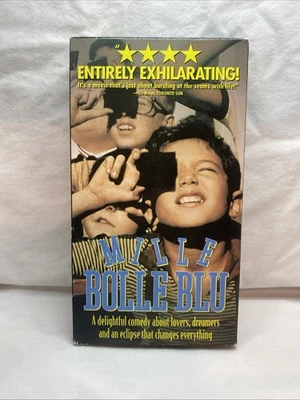 "★★★★
ENTIRELY EXHILARATING!
It's a movie that's just about bursting at the seams with life!"
TORONTO SUN
MILLE
BOLLE BLU
A delightful comedy about lovers, dreamers
and an eclipse that changes everything